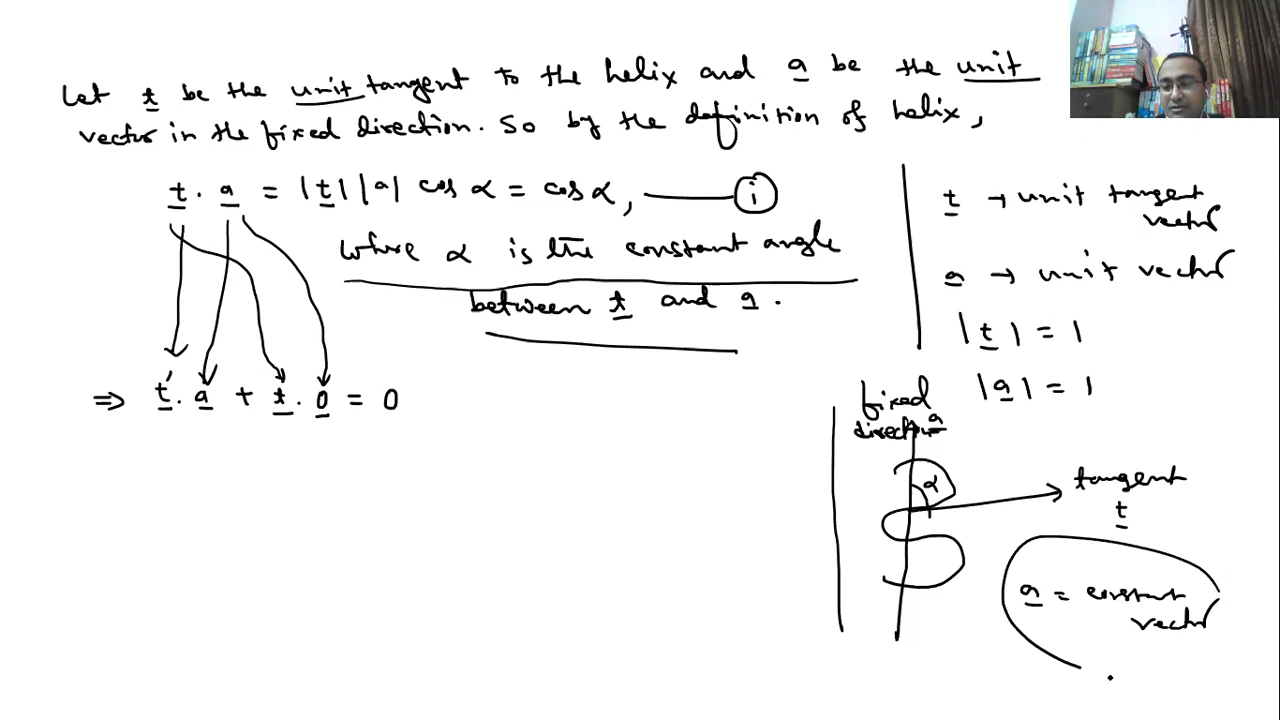 Let t be the unit tangent to the helix and a be the unit
vector in the fixed direction. So by the definition of helix,
t . a = |t| |a| cos α = cos α, —— (i)
where α is the constant angle
between t and a .
⇒ t'. a + t . 0 = 0
t → unit tangent
vector
a → unit vector
|t| = 1
|a| = 1
fixed
direction a
α
tangent
t
a = constant
vector